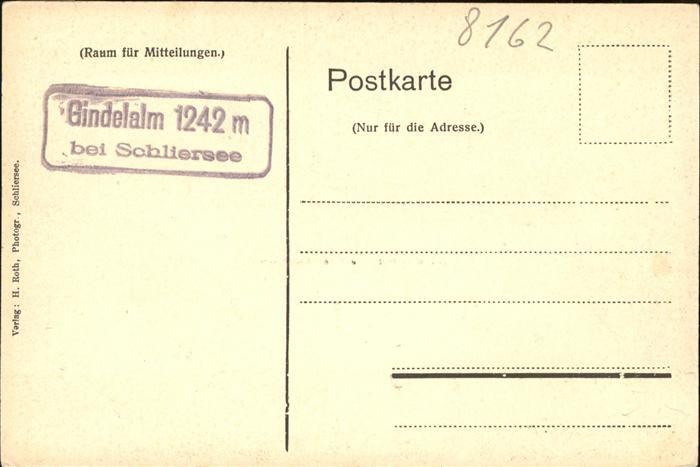 8162
(Raum für Mitteilungen.)
Postkarte
(Nur für die Adresse.)
Gindelalm 1242 m
bei Schliersee
Verlag: H. Roth, Photogr., Schliersee.